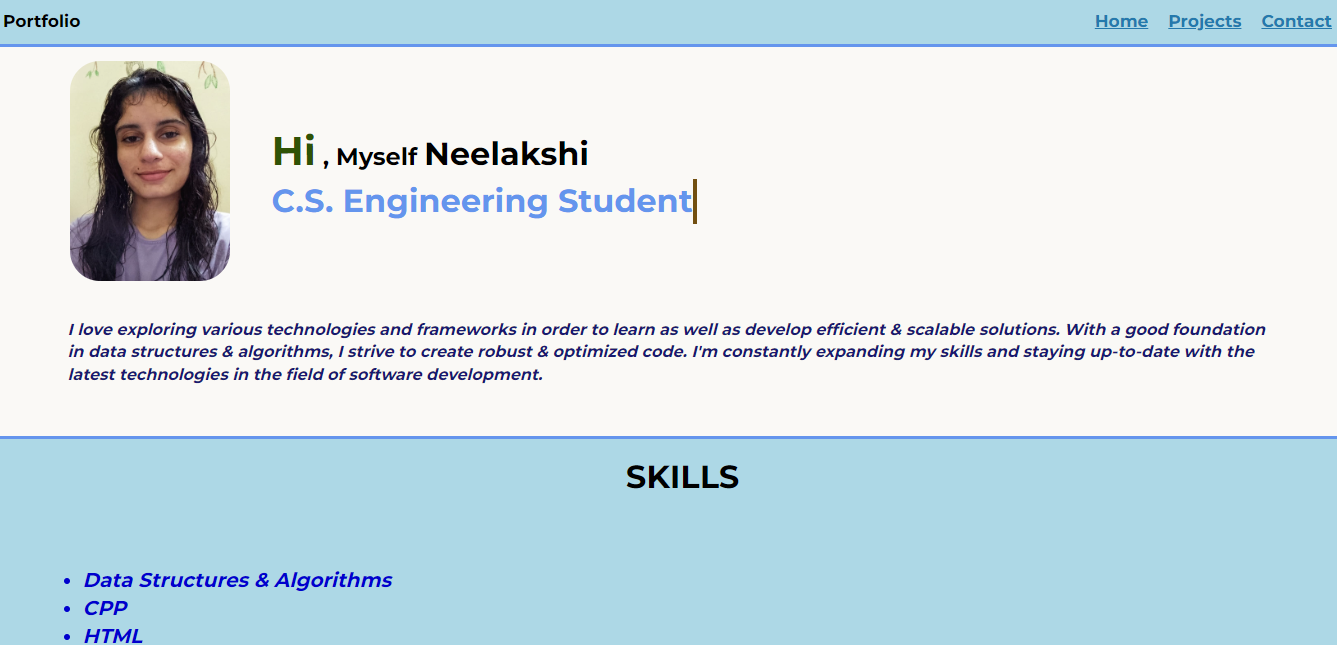 Portfolio Home Projects Contact
Hi , Myself Neelakshi
C.S. Engineering Student
I love exploring various technologies and frameworks in order to learn as well as develop efficient & scalable solutions. With a good foundation
in data structures & algorithms, I strive to create robust & optimized code. I'm constantly expanding my skills and staying up-to-date with the
latest technologies in the field of software development.
SKILLS
• Data Structures & Algorithms
• CPP
• HTML